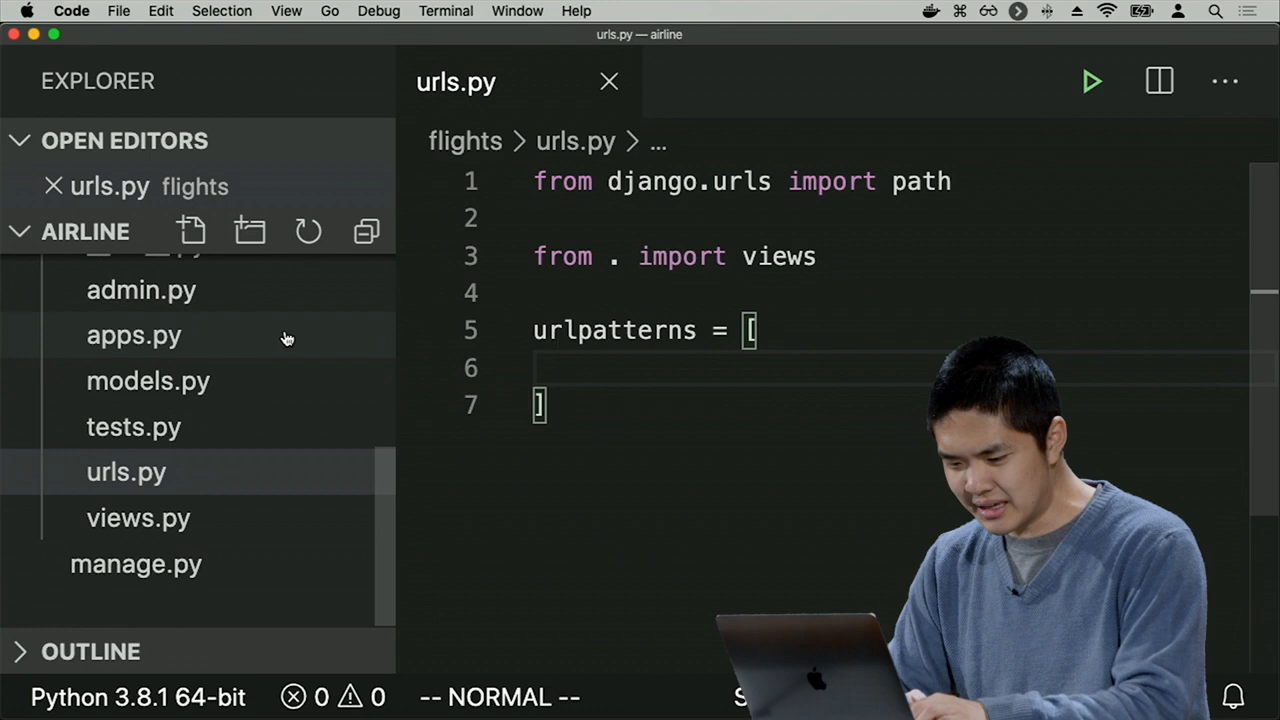 Code File Edit Selection View Go Debug Terminal Window Help
urls.py — airline
EXPLORER
OPEN EDITORS
urls.py flights
AIRLINE
admin.py
apps.py
models.py
tests.py
urls.py
views.py
manage.py
OUTLINE
urls.py
flights > urls.py > ...
1 from django.urls import path
2
3 from . import views
4
5 urlpatterns = [
6
7 ]
Python 3.8.1 64-bit 0 0 -- NORMAL --